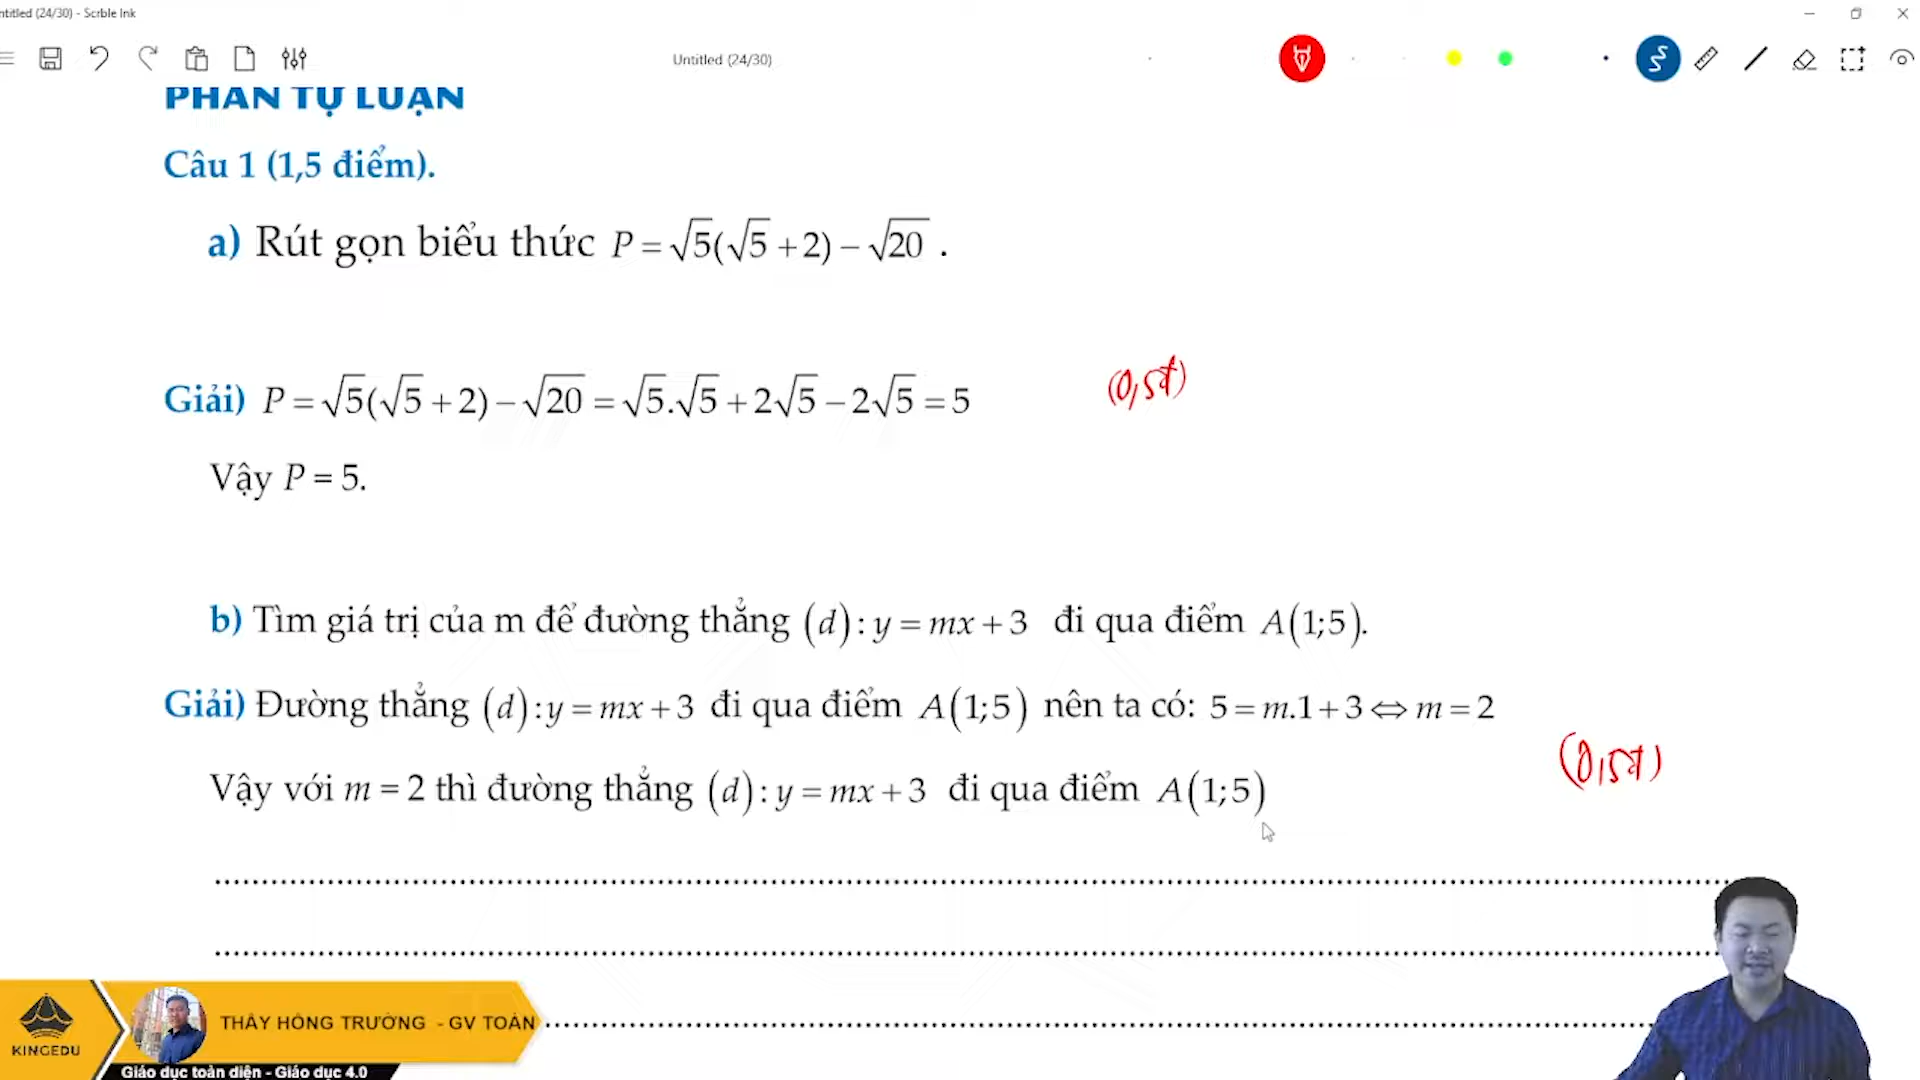 Untitled (24/30) - Scrble Ink
Untitled (24/30)
PHẦN TỰ LUẬN
Câu 1 (1,5 điểm).
a) Rút gọn biểu thức P = √5(√5 + 2) − √20 .
Giải) P = √5(√5 + 2) − √20 = √5.√5 + 2√5 − 2√5 = 5
(0,5đ)
Vậy P = 5.
b) Tìm giá trị của m để đường thẳng (d) : y = mx + 3 đi qua điểm A(1;5).
Giải) Đường thẳng (d) : y = mx + 3 đi qua điểm A(1;5) nên ta có: 5 = m.1 + 3 ⇔ m = 2
(0,5đ)
Vậy với m = 2 thì đường thẳng (d) : y = mx + 3 đi qua điểm A(1;5)
THẦY HỒNG TRƯỜNG - GV TOÁN
KINGEDU
Giáo dục toàn diện - Giáo dục 4.0